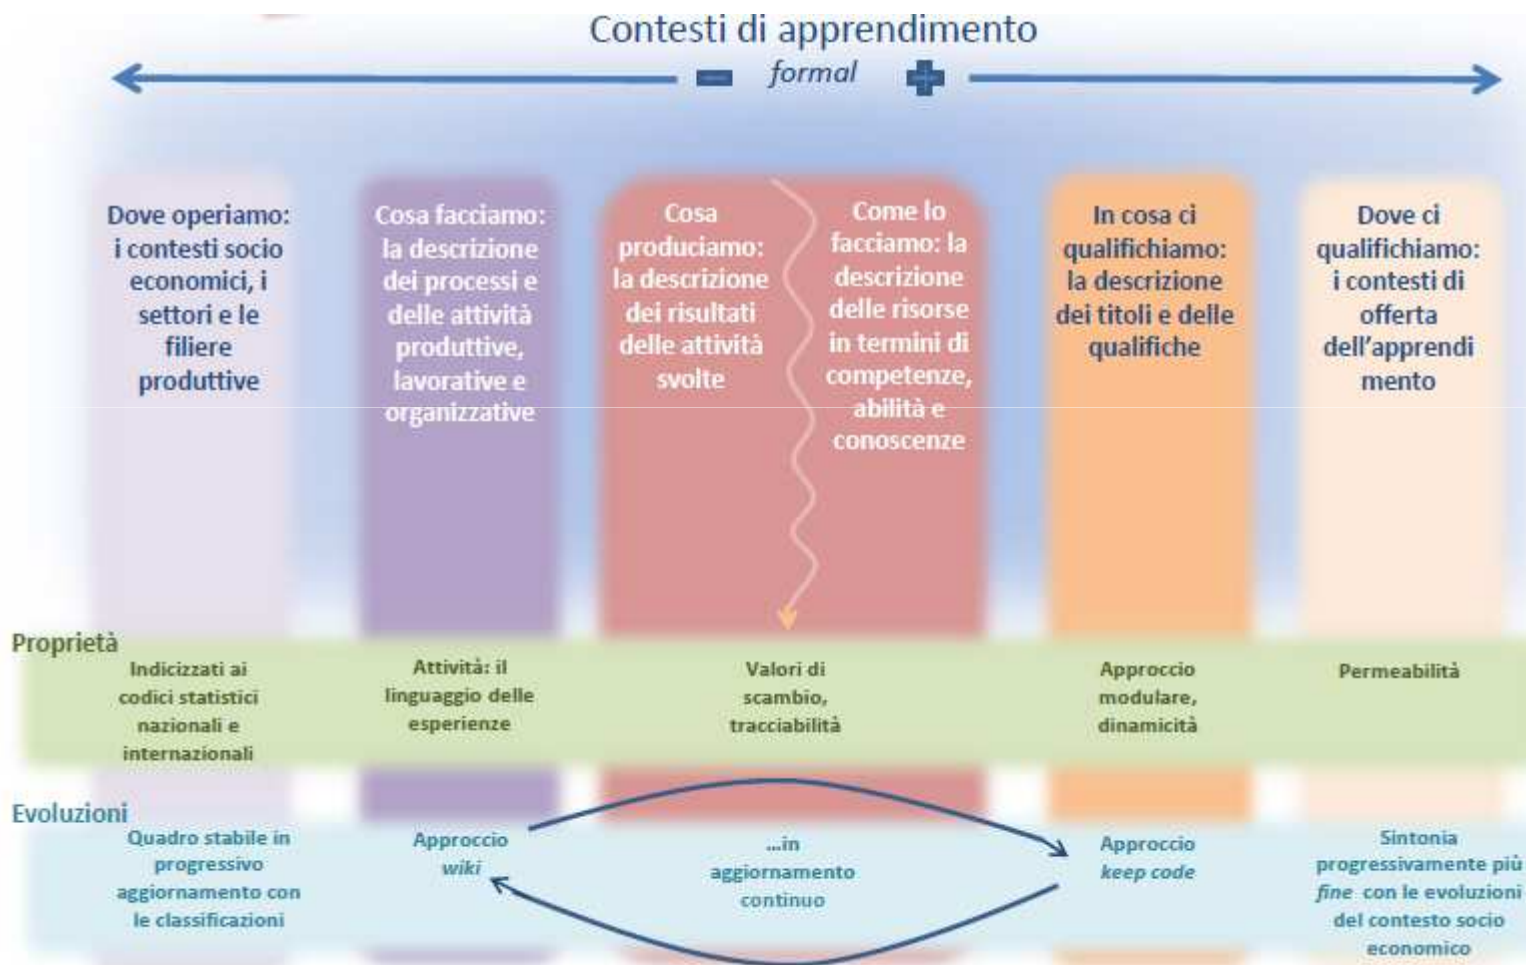 Contesti di apprendimento
formal
Dove operiamo:
i contesti socio
economici, i
settori e le
filiere
produttive
Cosa facciamo:
la descrizione
dei processi e
delle attività
produttive,
lavorative e
organizzative
Cosa
produciamo:
la descrizione
dei risultati
delle attività
svolte
Come lo
facciamo: la
descrizione
delle risorse
in termini di
competenze,
abilità e
conoscenze
In cosa ci
qualifichiamo:
la descrizione
dei titoli e delle
qualifiche
Dove ci
qualifichiamo:
i contesti di
offerta
dell'apprendi
mento
Proprietà
Indicizzati ai
codici statistici
nazionali e
internazionali
Attività: il
linguaggio delle
esperienze
Valori di
scambio,
tracciabilità
Approccio
modulare,
dinamicità
Permeabilità
Evoluzioni
Quadro stabile in
progressivo
aggiornamento con
le classificazioni
Approccio
wiki
...in
aggiornamento
continuo
Approccio
keep code
Sintonia
progressivamente più
fine con le evoluzioni
del contesto socio
economico